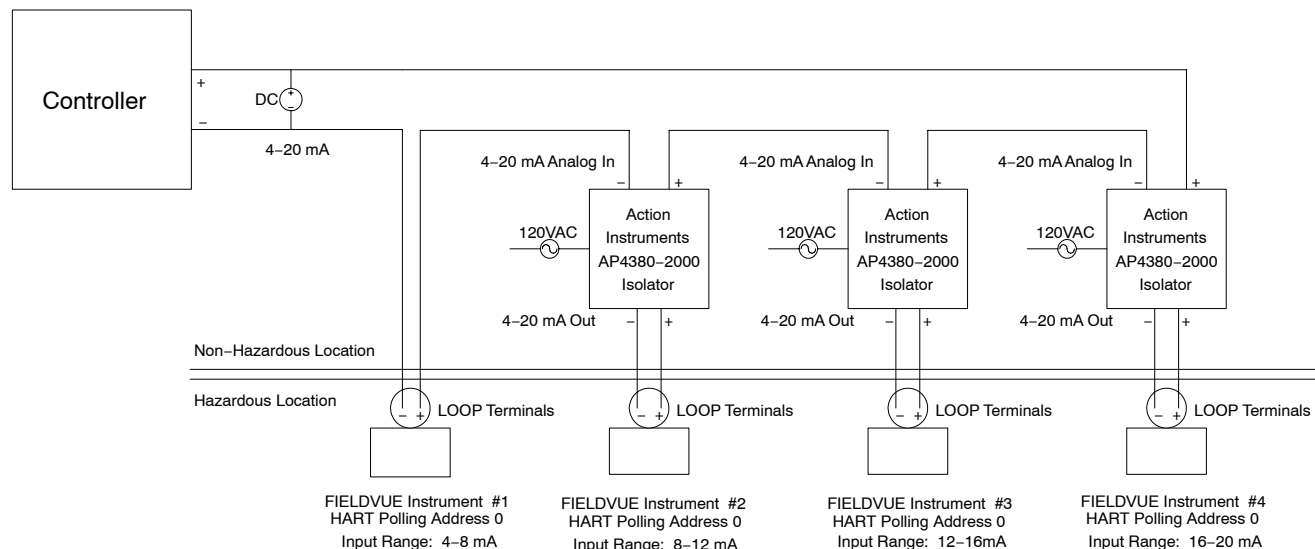 Controller
+
−
DC
+
−
4−20 mA
4−20 mA Analog In
−
+
4−20 mA Analog In
−
+
4−20 mA Analog In
−
+
120VAC
Action
Instruments
AP4380−2000
Isolator
120VAC
Action
Instruments
AP4380−2000
Isolator
120VAC
Action
Instruments
AP4380−2000
Isolator
4−20 mA Out
−
+
4−20 mA Out
−
+
4−20 mA Out
−
+
Non−Hazardous Location
Hazardous Location
− +
LOOP Terminals
− +
LOOP Terminals
− +
LOOP Terminals
− +
LOOP Terminals
FIELDVUE Instrument #1
HART Polling Address 0
Input Range: 4−8 mA
FIELDVUE Instrument #2
HART Polling Address 0
Input Range: 8−12 mA
FIELDVUE Instrument #3
HART Polling Address 0
Input Range: 12−16mA
FIELDVUE Instrument #4
HART Polling Address 0
Input Range: 16−20 mA